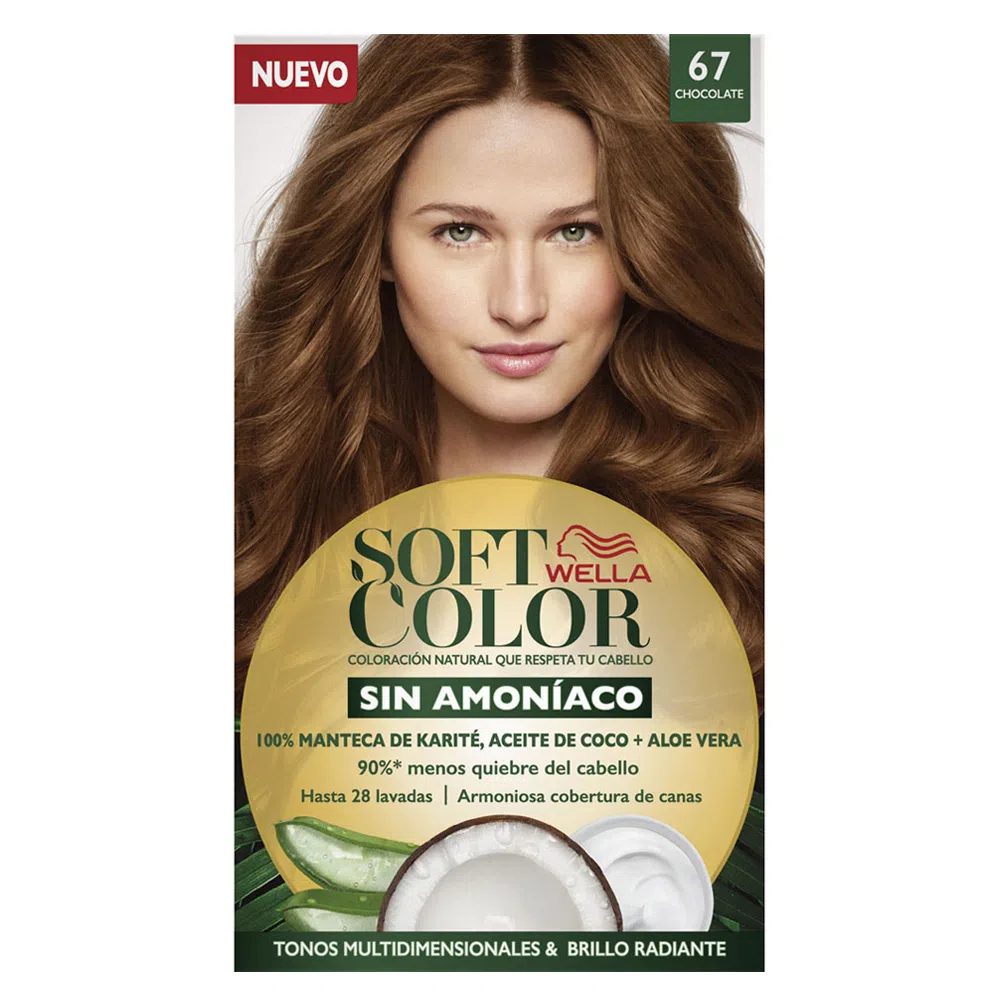 NUEVO
67
CHOCOLATE
SOFT
WELLA
COLOR
COLORACIÓN NATURAL QUE RESPETA TU CABELLO
SIN AMONÍACO
100% MANTECA DE KARITÉ, ACEITE DE COCO + ALOE VERA
90%* menos quiebre del cabello
Hasta 28 lavadas | Armoniosa cobertura de canas
TONOS MULTIDIMENSIONALES & BRILLO RADIANTE